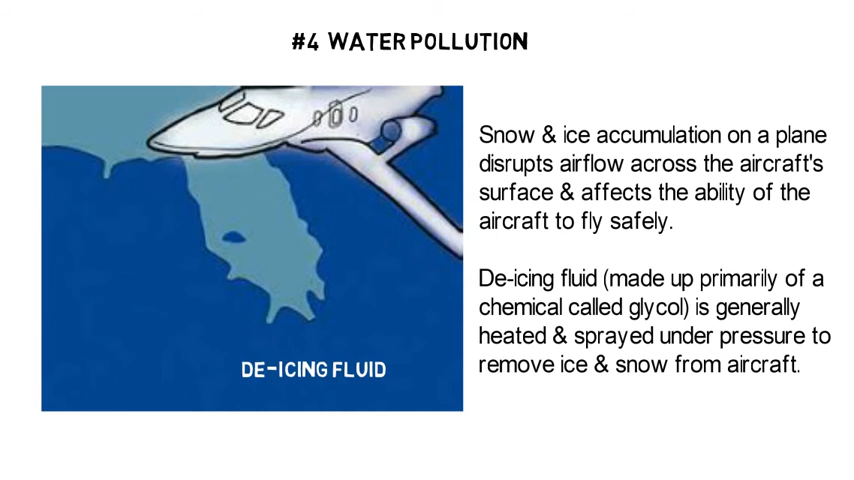 #4 WATER POLLUTION
Snow & ice accumulation on a plane
disrupts airflow across the aircraft's
surface & affects the ability of the
aircraft to fly safely.
De-icing fluid (made up primarily of a
chemical called glycol) is generally
heated & sprayed under pressure to
remove ice & snow from aircraft.
DE-ICING FLUID